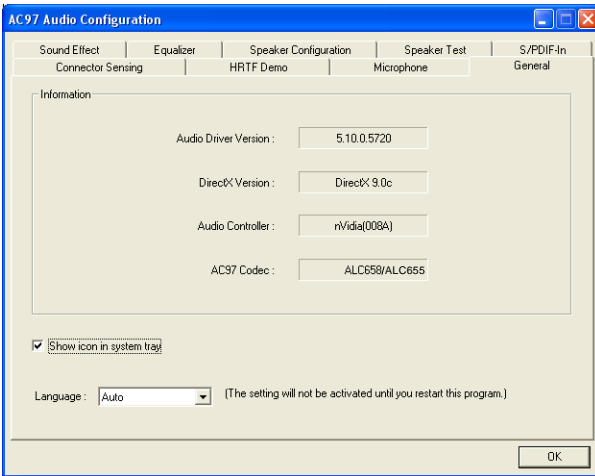 AC97 Audio Configuration
Sound Effect Equalizer Speaker Configuration Speaker Test S/PDIF-In
Connector Sensing HRTF Demo Microphone General
Information
Audio Driver Version : 5.10.0.5720
DirectX Version : DirectX 9.0c
Audio Controller : nVidia(008A)
AC97 Codec : ALC658/ALC655
Show icon in system tray
Language : Auto (The setting will not be activated until you restart this program.)
OK